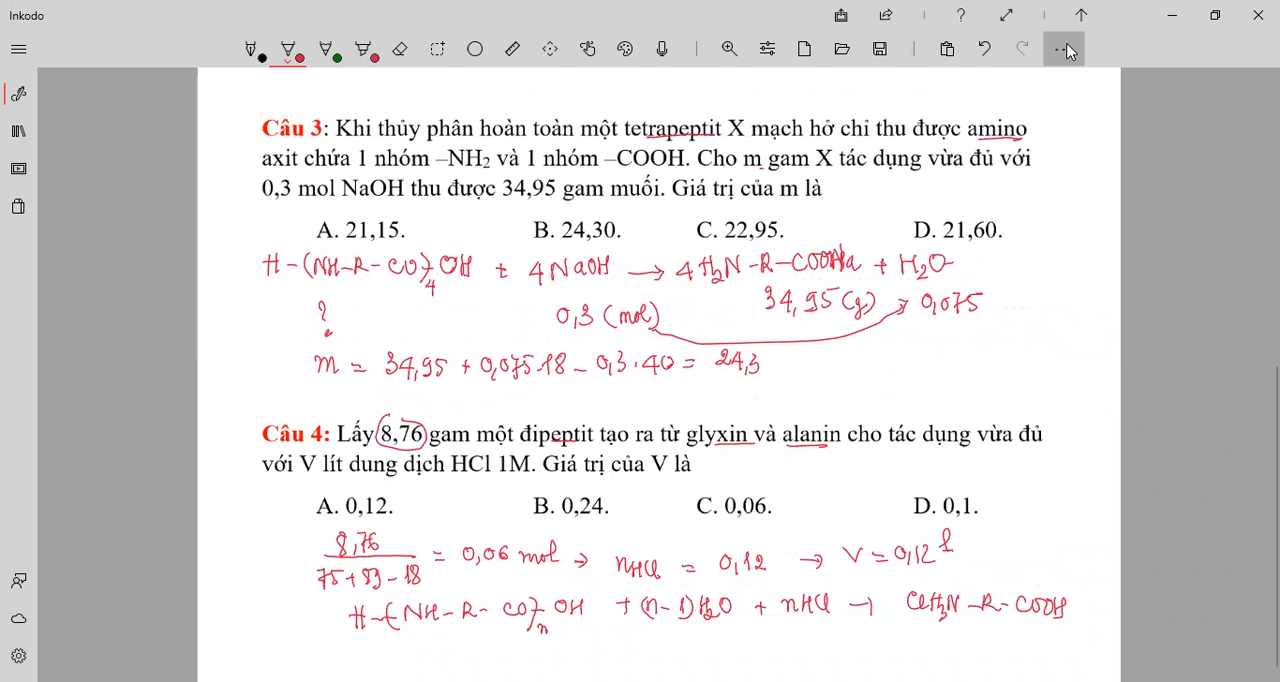 Inkodo
Câu 3: Khi thủy phân hoàn toàn một tetrapeptit X mạch hở chỉ thu được amino
axit chứa 1 nhóm –NH2 và 1 nhóm –COOH. Cho m gam X tác dụng vừa đủ với
0,3 mol NaOH thu được 34,95 gam muối. Giá trị của m là
A. 21,15. B. 24,30. C. 22,95. D. 21,60.
H-(NH-R-CO)4 OH + 4NaOH → 4H2N-R-COONa + H2O
? 0,3 (mol) 34,95 (g) → 0,075
m = 34,95 + 0,075.18 - 0,3.40 = 24,3
Câu 4: Lấy 8,76 gam một đipeptit tạo ra từ glyxin và alanin cho tác dụng vừa đủ
với V lít dung dịch HCl 1M. Giá trị của V là
A. 0,12. B. 0,24. C. 0,06. D. 0,1.
8,76
75+89-18 = 0,06 mol → nHCl = 0,12 → V = 0,12 l
H-(NH-R-CO)n OH + (n-1)H2O + nHCl → ClH3N-R-COOH